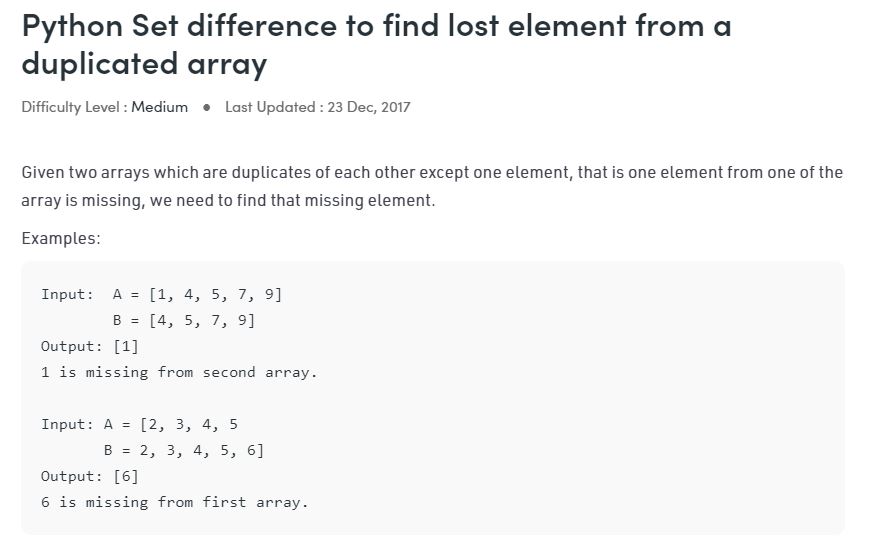 Python Set difference to find lost element from a
duplicated array
Difficulty Level : Medium ● Last Updated : 23 Dec, 2017
Given two arrays which are duplicates of each other except one element, that is one element from one of the
array is missing, we need to find that missing element.
Examples:
Input:  A = [1, 4, 5, 7, 9]
        B = [4, 5, 7, 9]
Output: [1]
1 is missing from second array.
Input: A = [2, 3, 4, 5
       B = 2, 3, 4, 5, 6]
Output: [6]
6 is missing from first array.